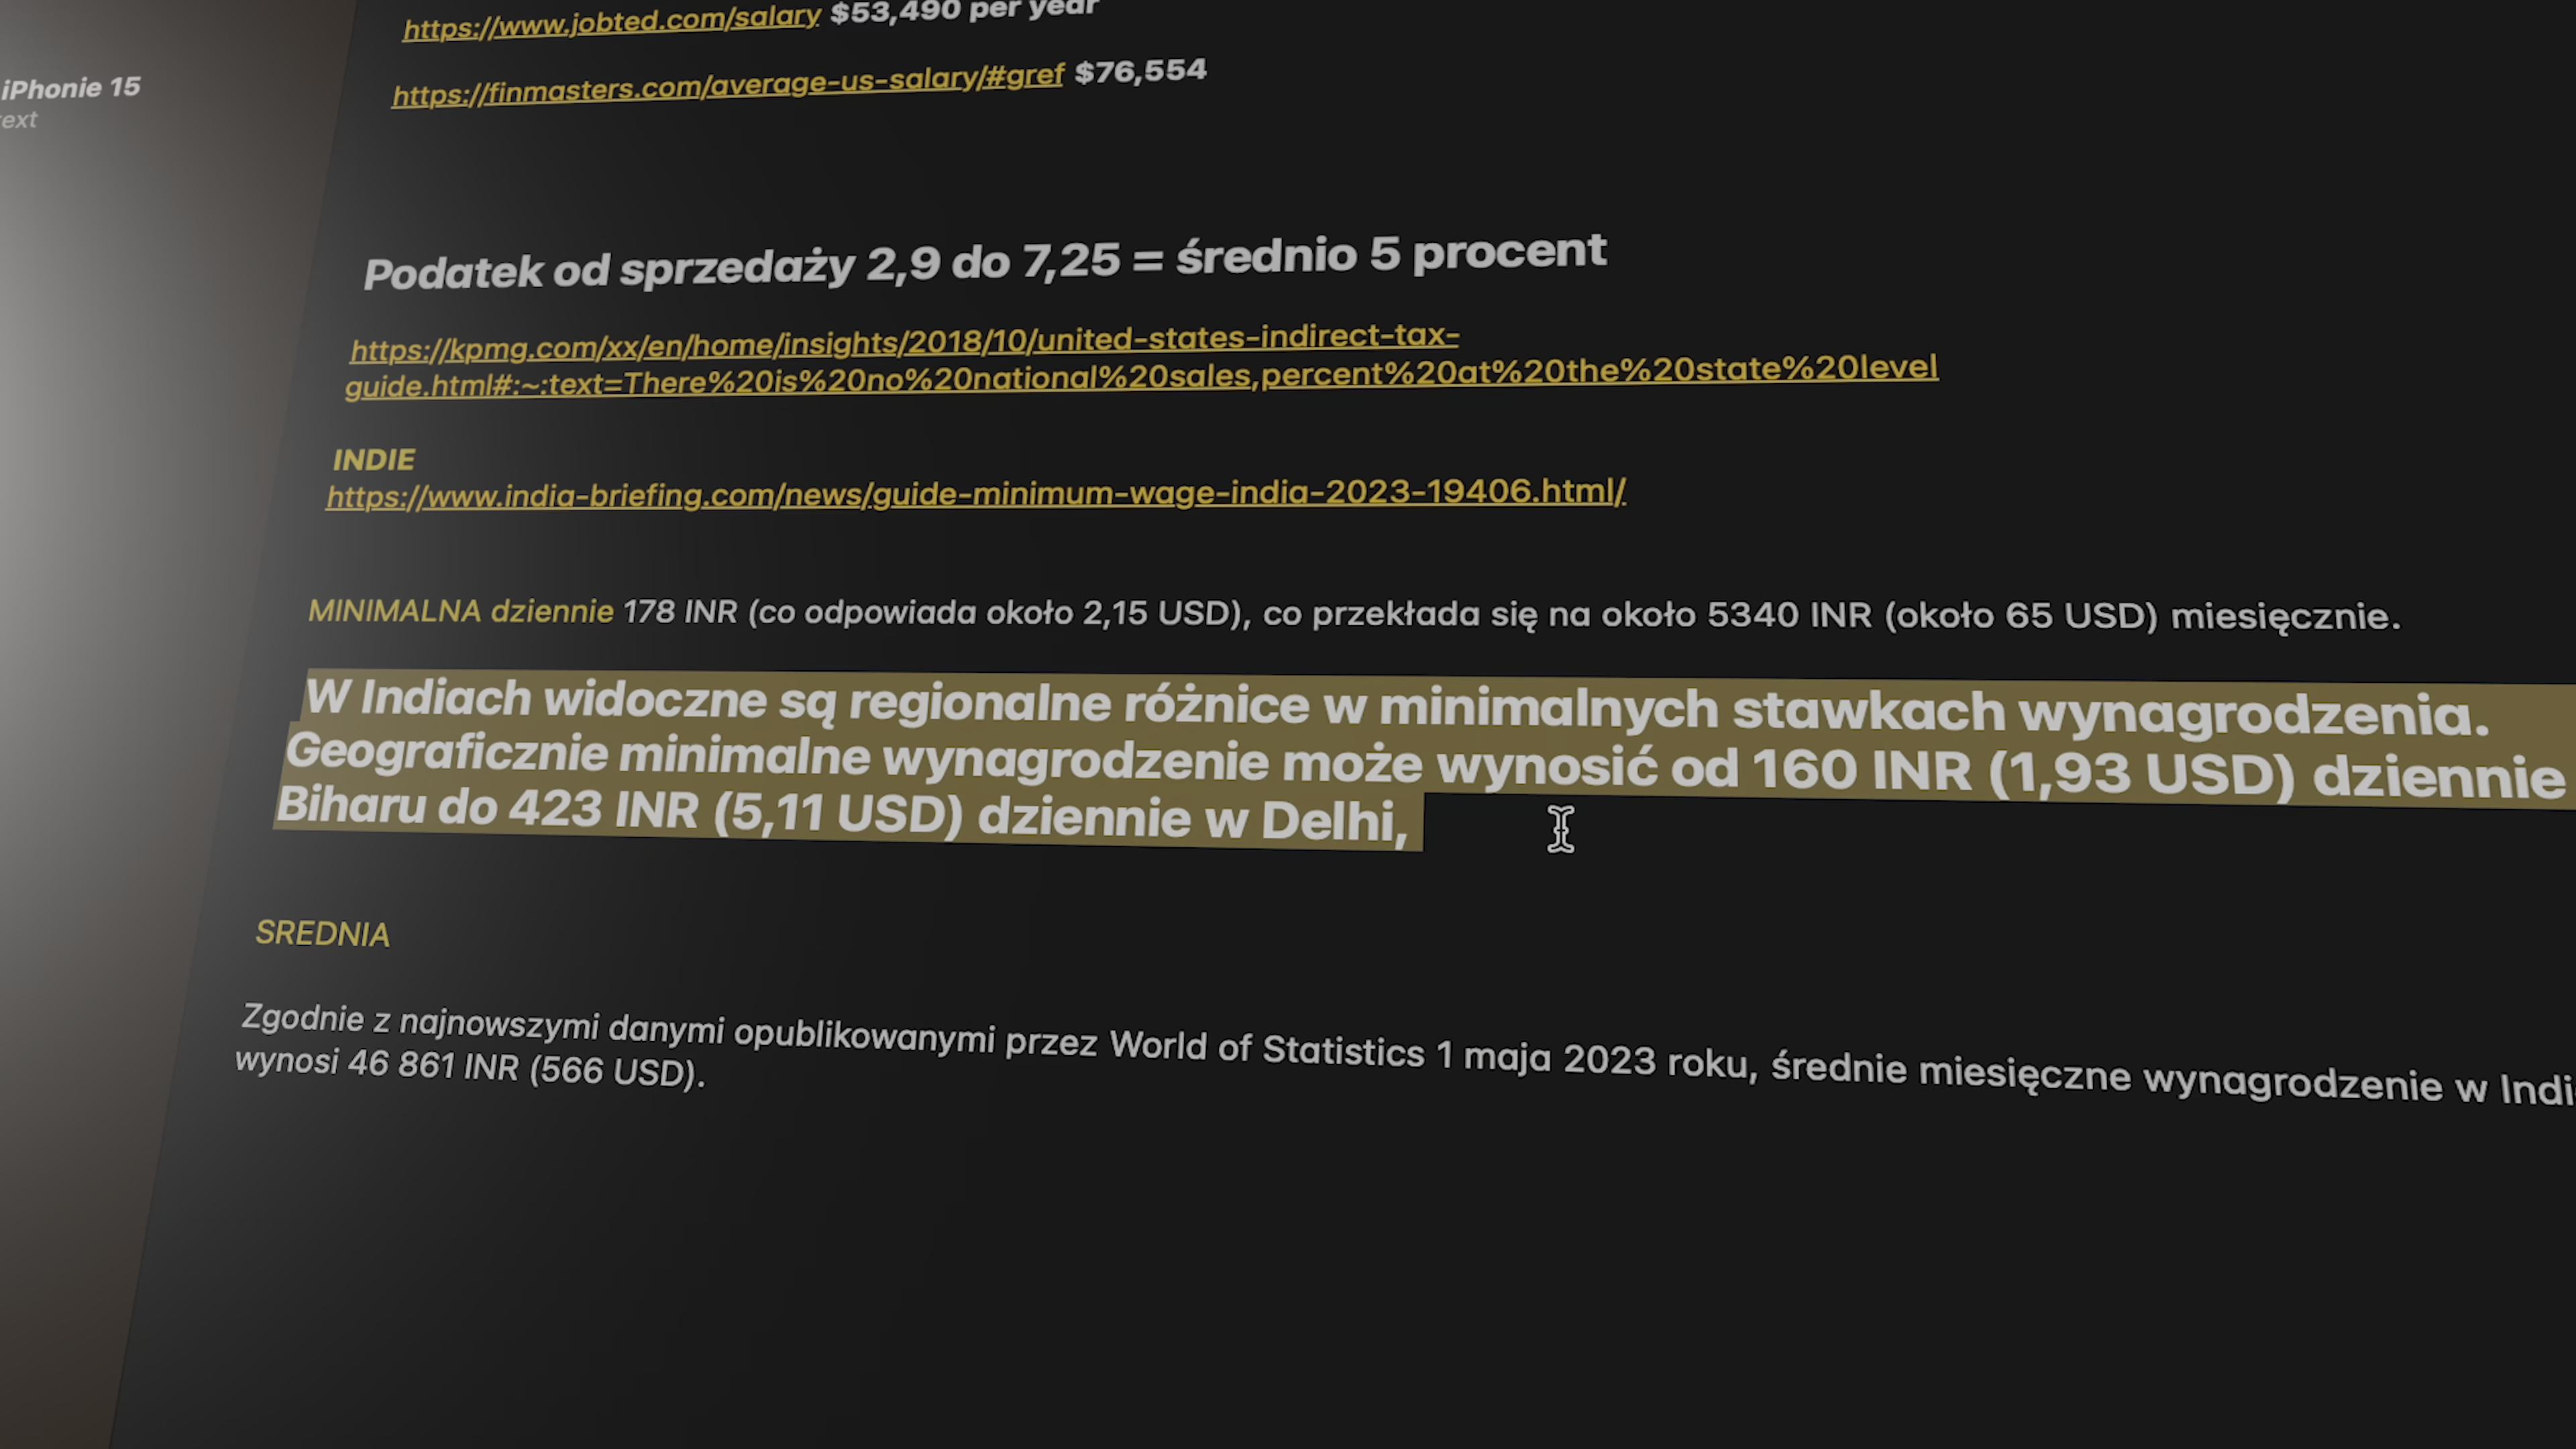 https://www.jobted.com/salary $53,490 per year
iPhonie 15
https://finmasters.com/average-us-salary/#gref $76,554
text
Podatek od sprzedaży 2,9 do 7,25 = średnio 5 procent
https://kpmg.com/xx/en/home/insights/2018/10/united-states-indirect-tax-
guide.html#:~:text=There%20is%20no%20national%20sales,percent%20at%20the%20state%20level
INDIE
https://www.india-briefing.com/news/guide-minimum-wage-india-2023-19406.html/
MINIMALNA dziennie 178 INR (co odpowiada około 2,15 USD), co przekłada się na około 5340 INR (około 65 USD) miesięcznie.
W Indiach widoczne są regionalne różnice w minimalnych stawkach wynagrodzenia.
Geograficznie minimalne wynagrodzenie może wynosić od 160 INR (1,93 USD) dziennie
Biharu do 423 INR (5,11 USD) dziennie w Delhi,
SREDNIA
Zgodnie z najnowszymi danymi opublikowanymi przez World of Statistics 1 maja 2023 roku, średnie miesięczne wynagrodzenie w Indi
wynosi 46 861 INR (566 USD).